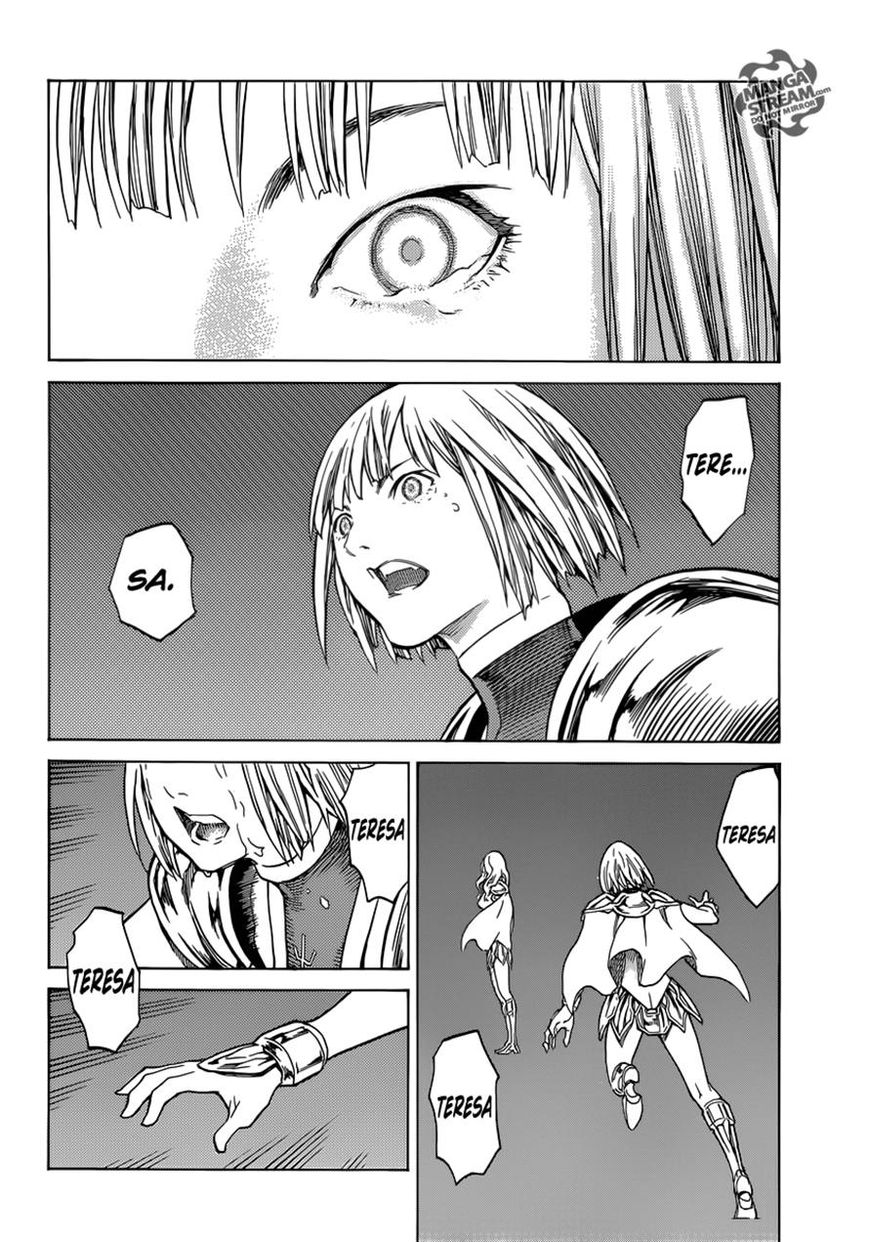 MANGA
STREAM.com
DO NOT MIRROR
TERE...
SA.
TERESA
TERESA
TERESA
TERESA